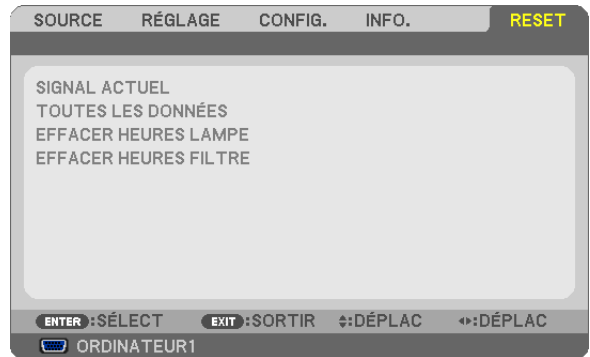 SOURCE RÉGLAGE CONFIG. INFO. RESET
SIGNAL ACTUEL
TOUTES LES DONNÉES
EFFACER HEURES LAMPE
EFFACER HEURES FILTRE
ENTER:SÉLECT EXIT:SORTIR :DÉPLAC :DÉPLAC
ORDINATEUR1